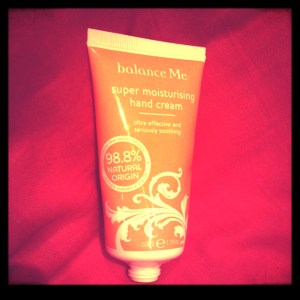 balance Me.
super moisturising
hand cream
ultra effective and
seriously soothing
98.8%
NATURAL
ORIGIN